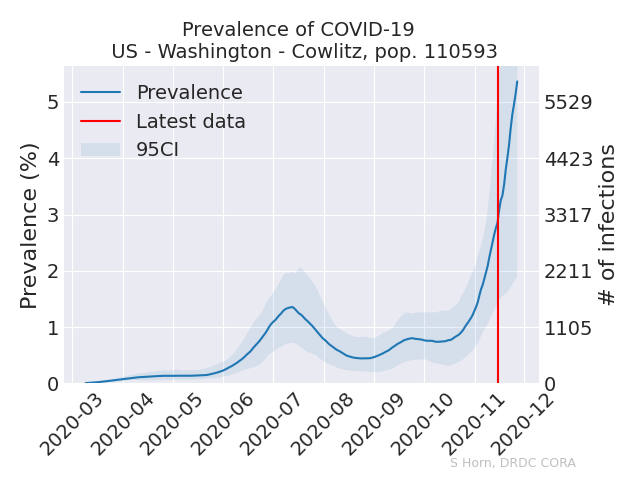 Prevalence of COVID-19
US - Washington - Cowlitz, pop. 110593
Prevalence
Latest data
95CI
Prevalence (%)
5
4
3
2
1
0
5529
4423
3317
2211
1105
0
# of infections
2020-03
2020-04
2020-05
2020-06
2020-07
2020-08
2020-09
2020-10
2020-11
2020-12
S Horn, DRDC CORA